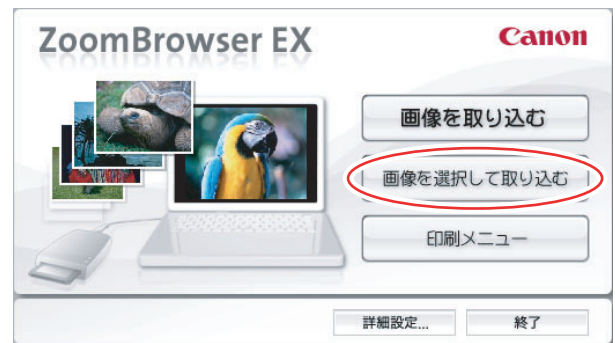 ZoomBrowser EX
Canon
画像を取り込む
画像を選択して取り込む
印刷メニュー
詳細設定...
終了